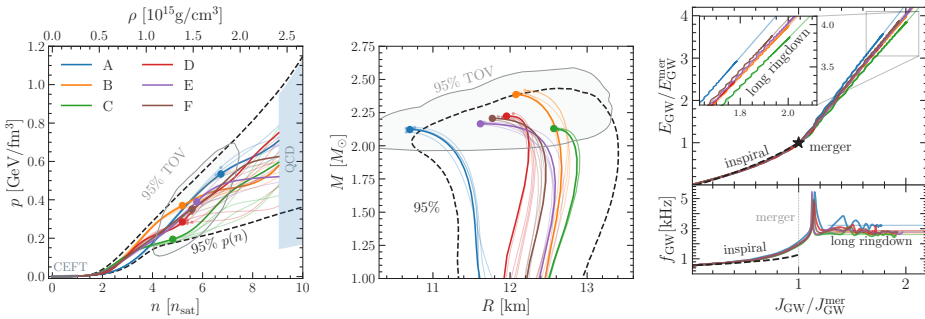 ρ [10¹⁵g/cm³]
0.0 0.5 1.0 1.5 2.0 2.5
1.2
1.0
0.8
0.6
0.4
0.2
0.0
p [GeV/fm³]
A
B
C
D
E
F
95% TOV
95% p(n)
CEFT
QCD
0 2 4 6 8 10
n [n_sat]
2.75
2.50
2.25
2.00
1.75
1.50
1.25
1.00
M [M⊙]
95% TOV
95%
11 12 13
R [km]
4
3
2
1
E_GW/E_GW^mer
0 1 2
4.0
3.5
1.8 2.0
long ringdown
inspiral
merger
5
3
1
f_GW [kHz]
merger
inspiral
long ringdown
0 1 2
J_GW/J_GW^mer